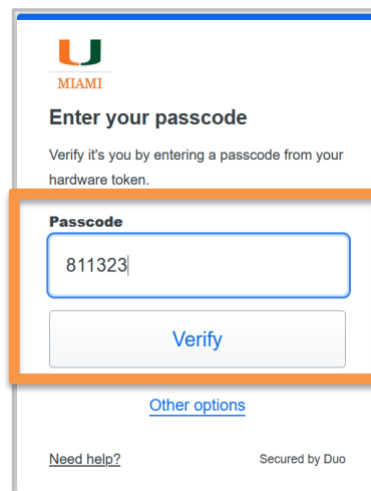 MIAMI
Enter your passcode
Verify it's you by entering a passcode from your
hardware token.
Passcode
811323
Verify
Other options
Need help? Secured by Duo